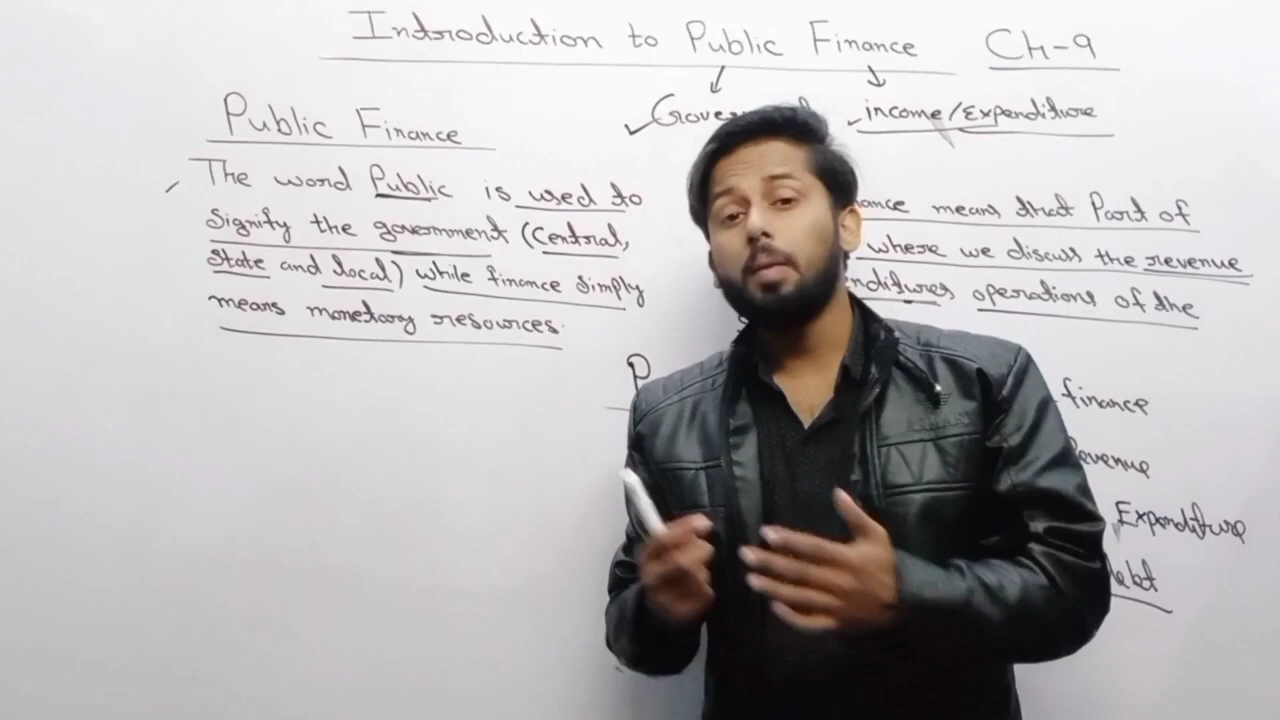 Introduction to Public Finance Ch-9
income/Expenditure
Public Finance
The word Public is used to
Signify the government (Central,
State and local) while finance simply
means monetary resources.
means that Part of
where we discuss the revenue
operations of the
finance
Revenue
Expenditure
debt